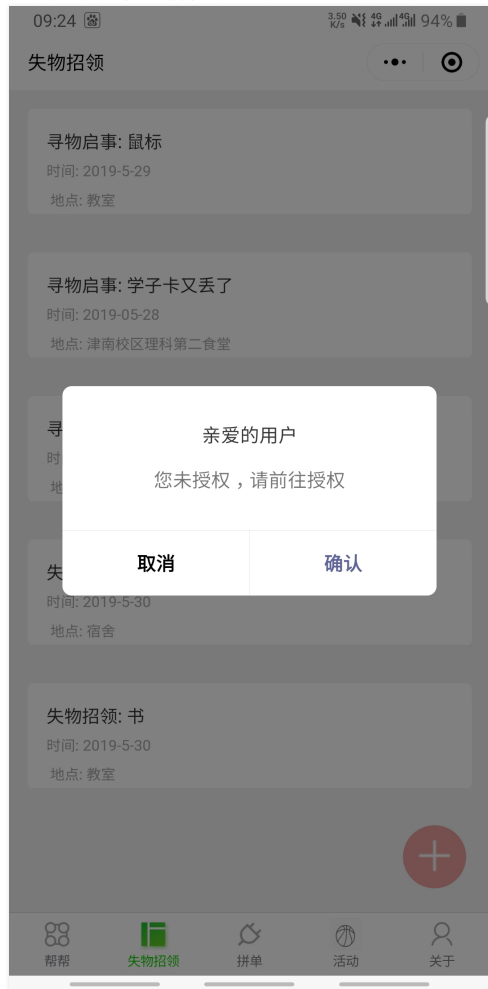 09:24
3.50 K/s 4G 4G 94%
失物招领
寻物启事: 鼠标
时间: 2019-5-29
地点: 教室
寻物启事: 学子卡又丢了
时间: 2019-05-28
地点: 津南校区理科第二食堂
寻
时
亲爱的用户
您未授权，请前往授权
取消
确认
失
时间: 2019-5-30
地点: 宿舍
失物招领: 书
时间: 2019-5-30
地点: 教室
帮帮
失物招领
拼单
活动
关于